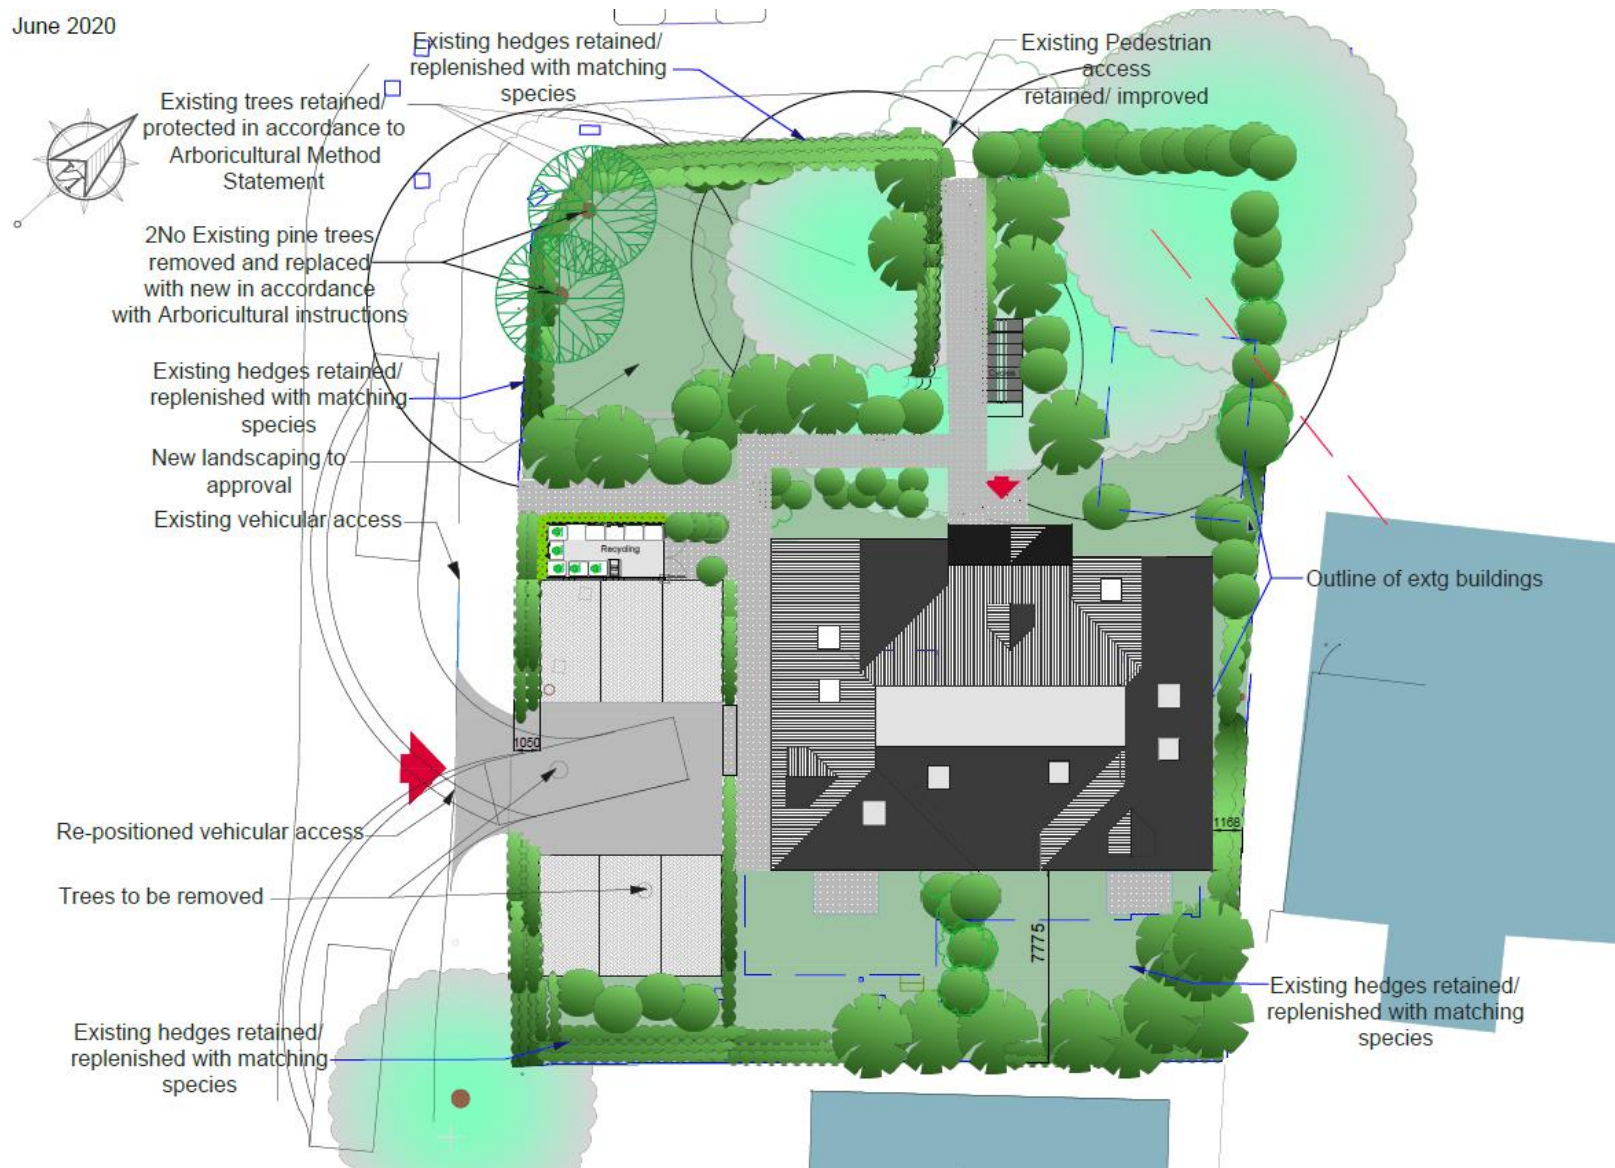 June 2020
Existing hedges retained/
replenished with matching
species
Existing Pedestrian
access
retained/ improved
Existing trees retained/
protected in accordance to
Arboricultural Method
Statement
2No Existing pine trees
removed and replaced
with new in accordance
with Arboricultural instructions
Existing hedges retained/
replenished with matching
species
Cycles
New landscaping to
approval
Existing vehicular access
Recycling
Outline of extg buildings
1050
Re-positioned vehicular access
1168
Trees to be removed
7775
Existing hedges retained/
replenished with matching
species
Existing hedges retained/
replenished with matching
species